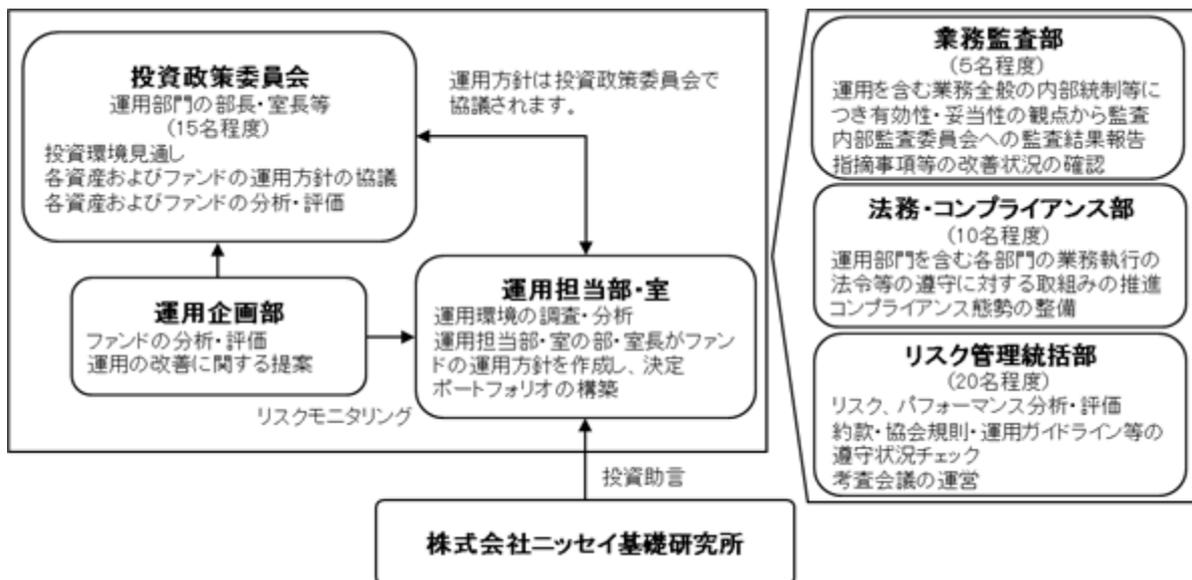 投資政策委員会
運用部門の部長・室長等
(15名程度)
投資環境見通し
各資産およびファンドの運用方針の協議
各資産およびファンドの分析・評価
運用方針は投資政策委員会で
協議されます。
運用企画部
ファンドの分析・評価
運用の改善に関する提案
運用担当部・室
運用環境の調査・分析
運用担当部・室の部・室長がファン
ドの運用方針を作成し、決定
ポートフォリオの構築
リスクモニタリング
投資助言
株式会社ニッセイ基礎研究所
業務監査部
(5名程度)
運用を含む業務全般の内部統制等に
つき有効性・妥当性の観点から監査
内部監査委員会への監査結果報告
指摘事項等の改善状況の確認
法務・コンプライアンス部
(10名程度)
運用部門を含む各部門の業務執行の
法令等の遵守に対する取組みの推進
コンプライアンス態勢の整備
リスク管理統括部
(20名程度)
リスク、パフォーマンス分析・評価
約款・協会規則・運用ガイドライン等の
遵守状況チェック
考査会議の運営